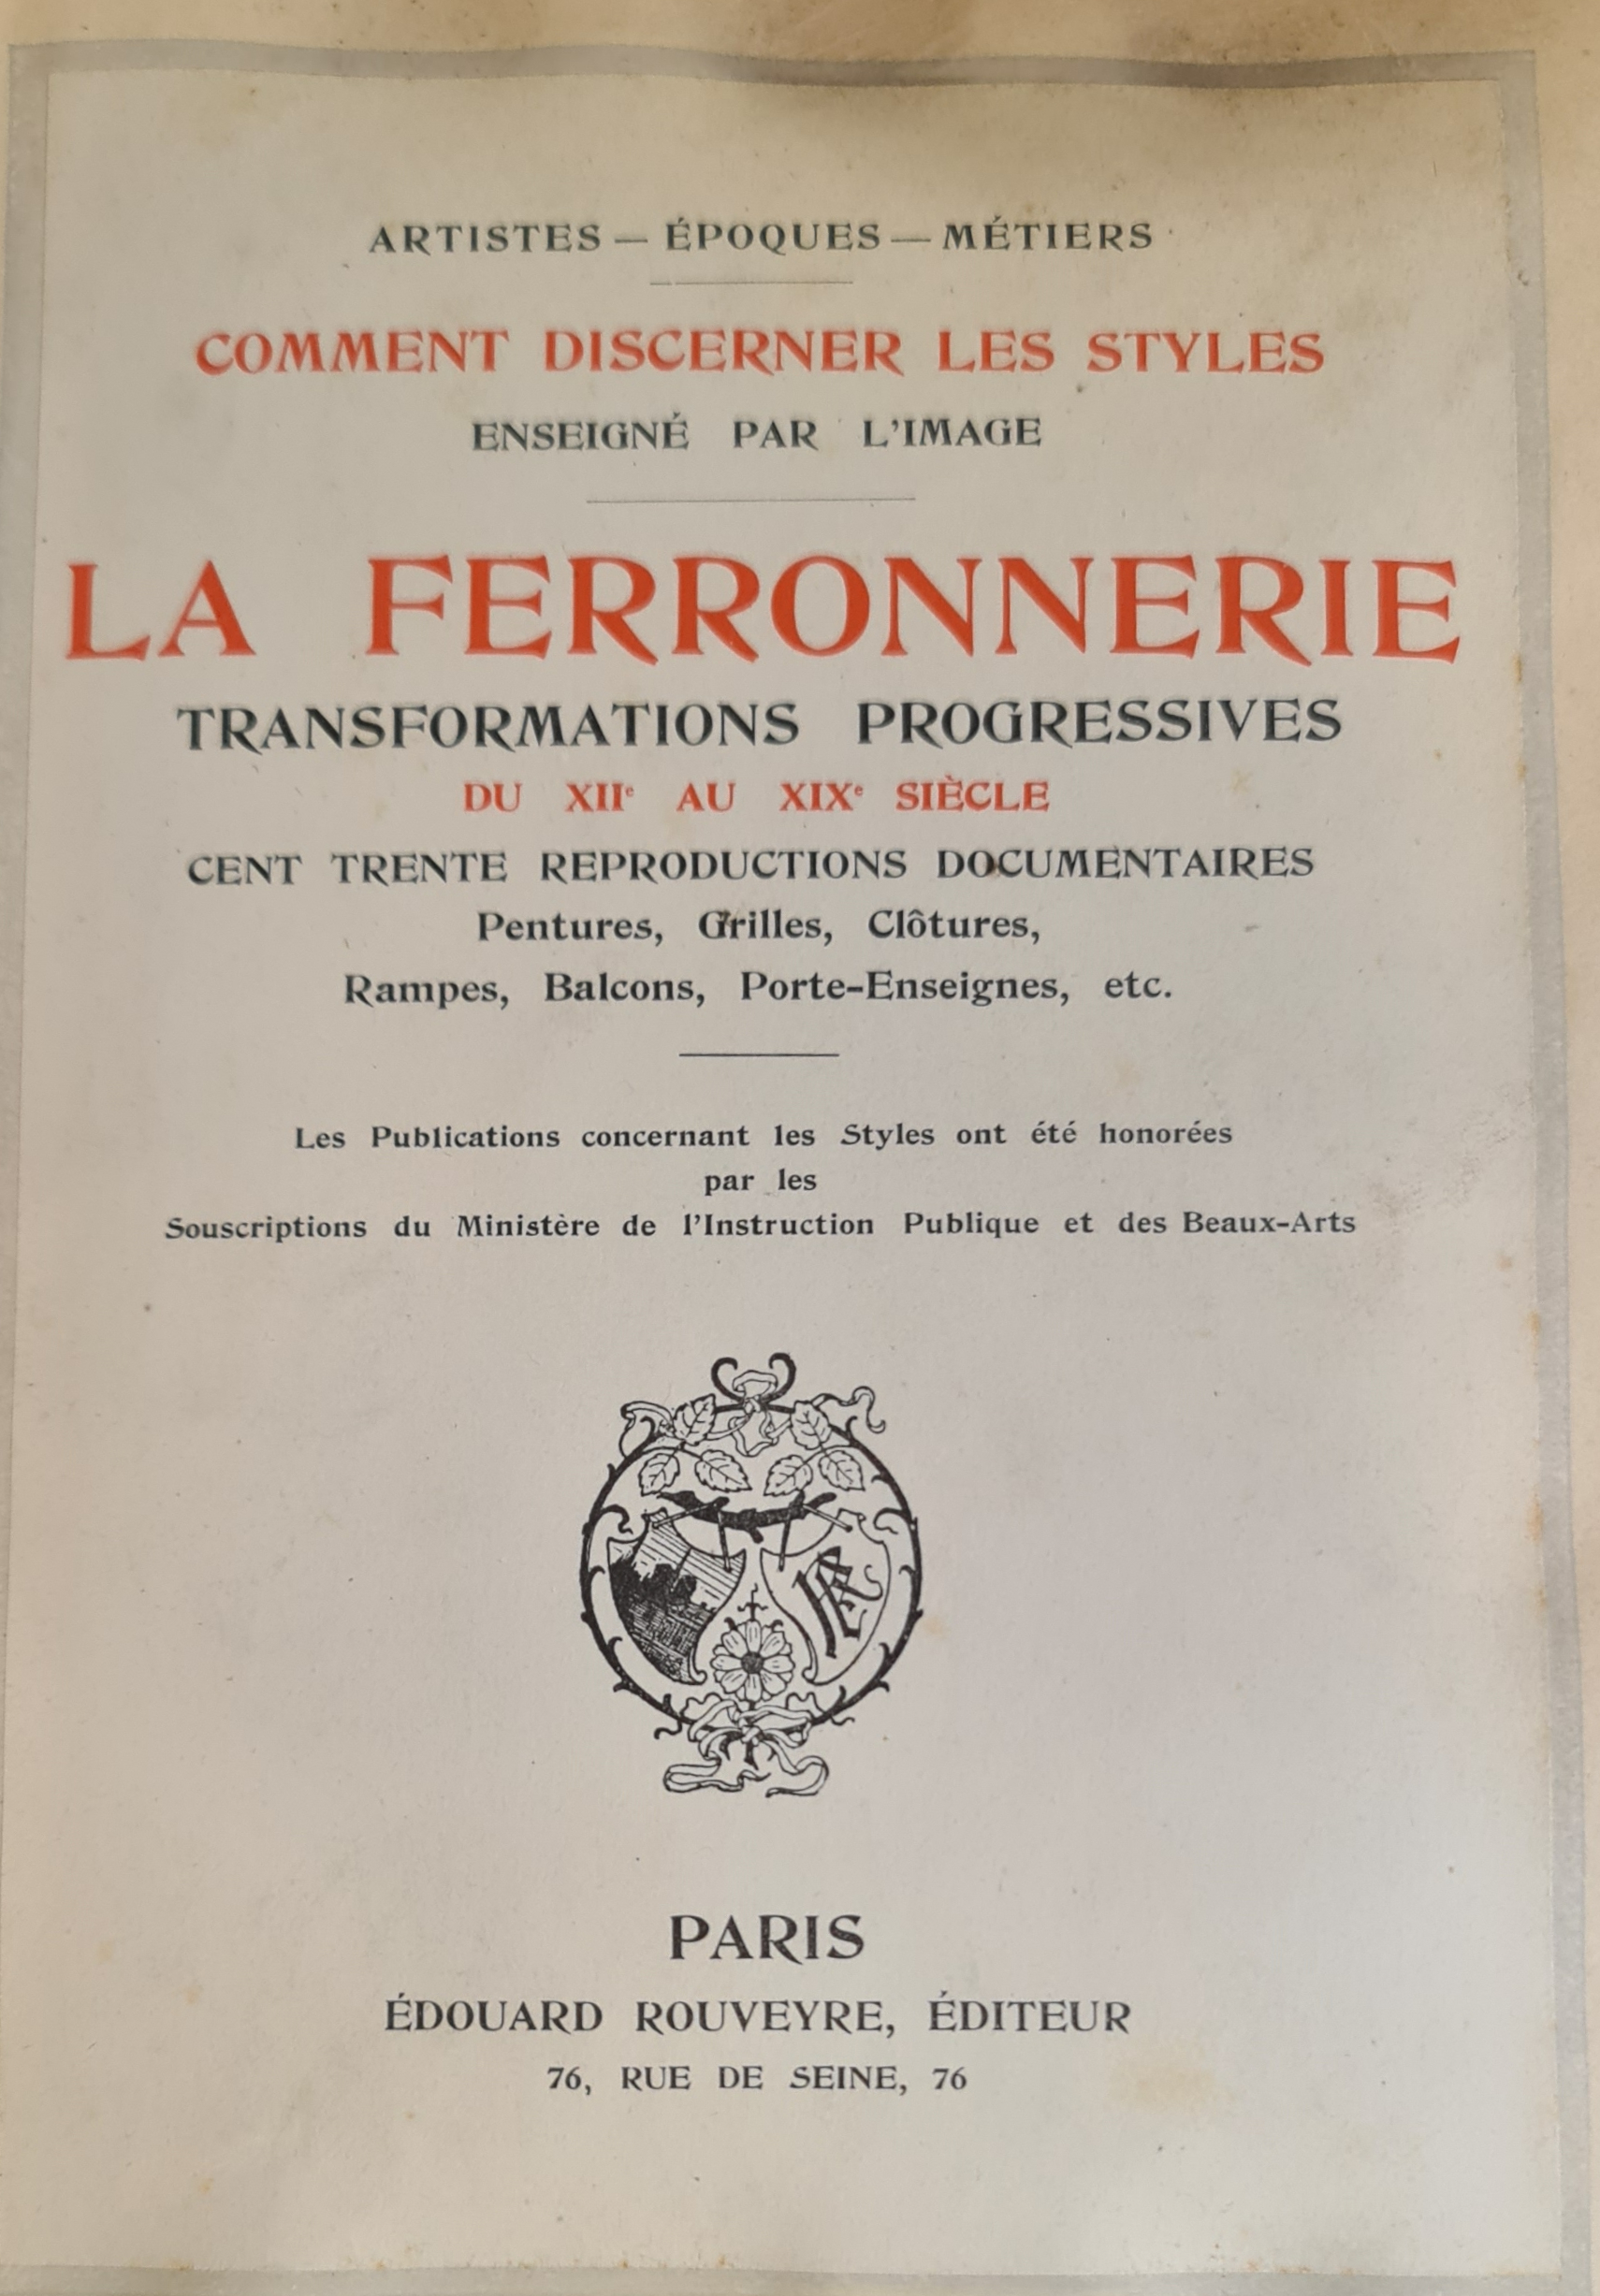 ARTISTES — ÉPOQUES — MÉTIERS
COMMENT DISCERNER LES STYLES
ENSEIGNÉ PAR L'IMAGE
LA FERRONNERIE
TRANSFORMATIONS PROGRESSIVES
DU XIIe AU XIXe SIÈCLE
CENT TRENTE REPRODUCTIONS DOCUMENTAIRES
Pentures, Grilles, Clôtures,
Rampes, Balcons, Porte-Enseignes, etc.
Les Publications concernant les Styles ont été honorées
par les
Souscriptions du Ministère de l'Instruction Publique et des Beaux-Arts
PARIS
ÉDOUARD ROUVEYRE, ÉDITEUR
76, RUE DE SEINE, 76